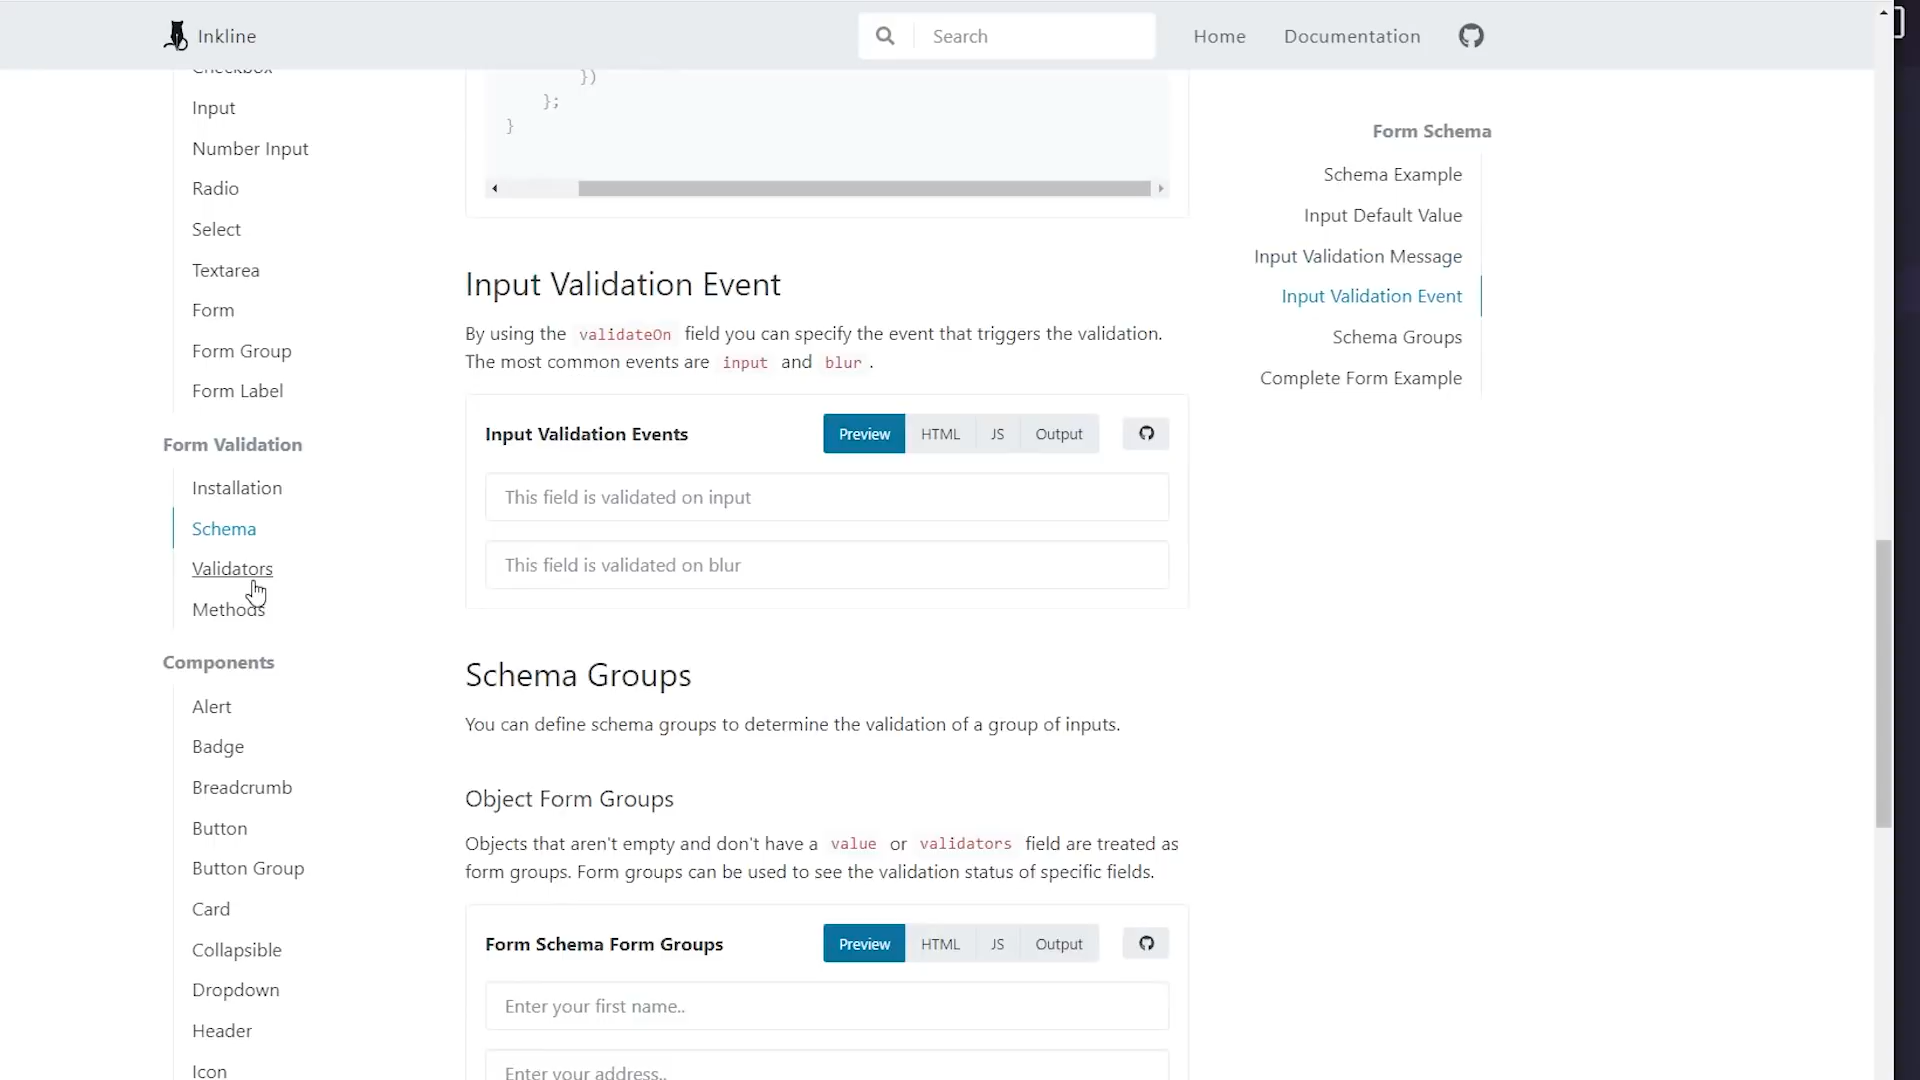 Inkline
Search
Home
Documentation
Checkbox
Input
Number Input
Radio
Select
Textarea
Form
Form Group
Form Label
Form Validation
Installation
Schema
Validators
Methods
Components
Alert
Badge
Breadcrumb
Button
Button Group
Card
Collapsible
Dropdown
Header
Icon
})
};
}
Input Validation Event
By using the validateOn field you can specify the event that triggers the validation.
The most common events are input and blur .
Input Validation Events
Preview
HTML
JS
Output
This field is validated on input
This field is validated on blur
Schema Groups
You can define schema groups to determine the validation of a group of inputs.
Object Form Groups
Objects that aren't empty and don't have a value or validators field are treated as
form groups. Form groups can be used to see the validation status of specific fields.
Form Schema Form Groups
Preview
HTML
JS
Output
Enter your first name..
Enter your address..
Form Schema
Schema Example
Input Default Value
Input Validation Message
Input Validation Event
Schema Groups
Complete Form Example